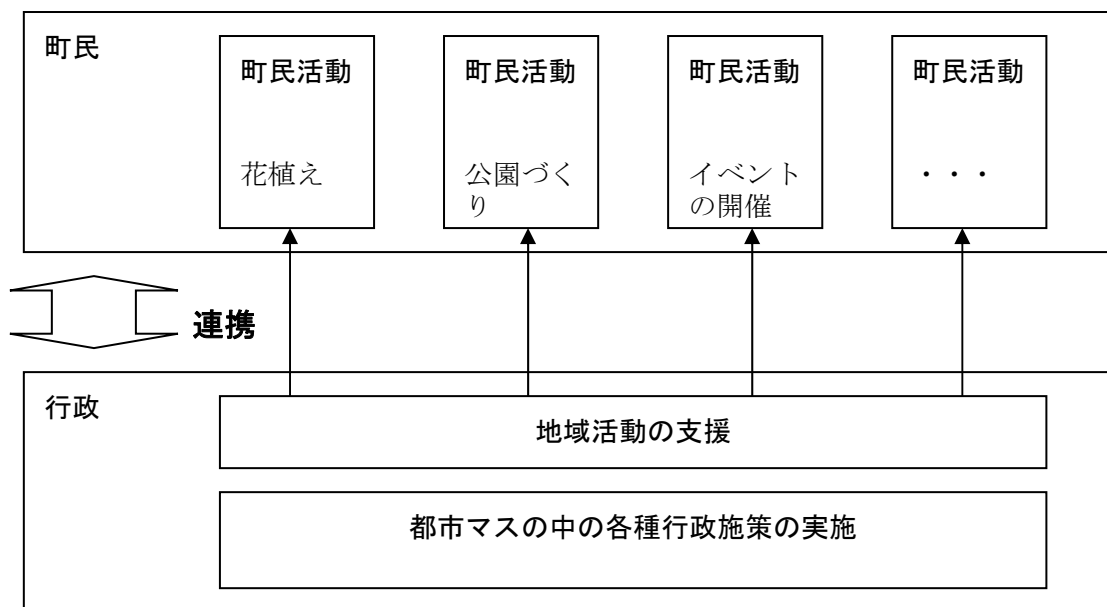 町民
町民活動
花植え
町民活動
公園づく
り
町民活動
イベント
の開催
町民活動
・・・
連携
行政
地域活動の支援
都市マスの中の各種行政施策の実施